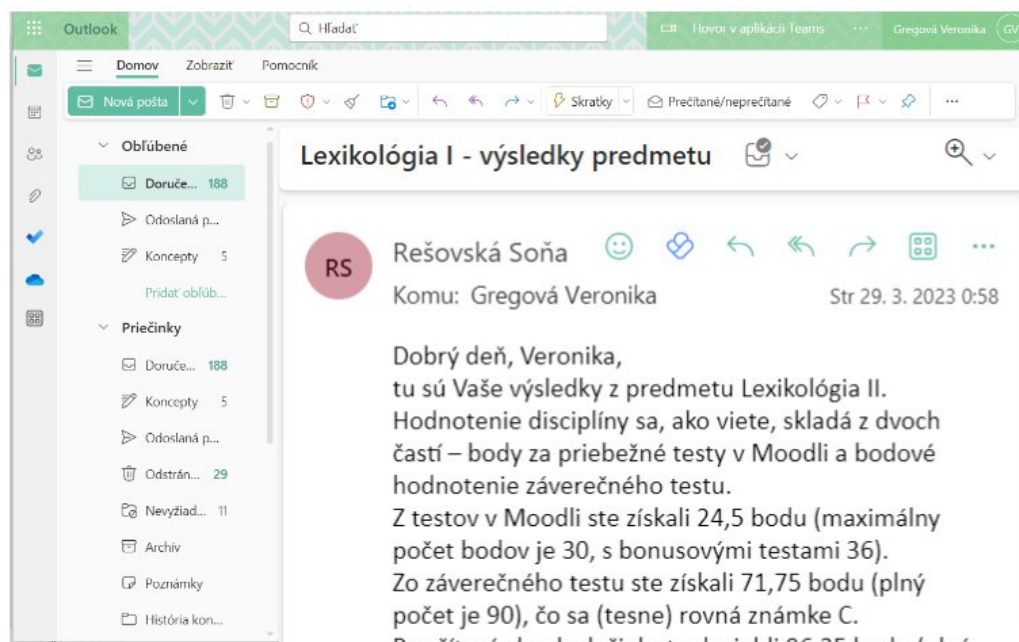 Outlook
Hľadať
Hovor v aplikácii Teams
Gregová Veronika
GV
Domov Zobraziť Pomocník
Nová pošta
Skratky
Prečítané/neprečítané
Obľúbené
Doruče... 188
Odoslaná p...
Koncepty 5
Pridať obľúb...
Priečinky
Doruče... 188
Koncepty 5
Odoslaná p...
Odstrán... 29
Nevyžiad... 11
Archív
Poznámky
História kon...
Lexikológia I - výsledky predmetu
RS
Rešovská Soňa
Komu: Gregová Veronika
Str 29. 3. 2023 0:58
Dobrý deň, Veronika,
tu sú Vaše výsledky z predmetu Lexikológia II.
Hodnotenie disciplíny sa, ako viete, skladá z dvoch
častí – body za priebežné testy v Moodli a bodové
hodnotenie záverečného testu.
Z testov v Moodli ste získali 24,5 bodu (maximálny
počet bodov je 30, s bonusovými testami 36).
Zo záverečného testu ste získali 71,75 bodu (plný
počet je 90), čo sa (tesne) rovná známke C.